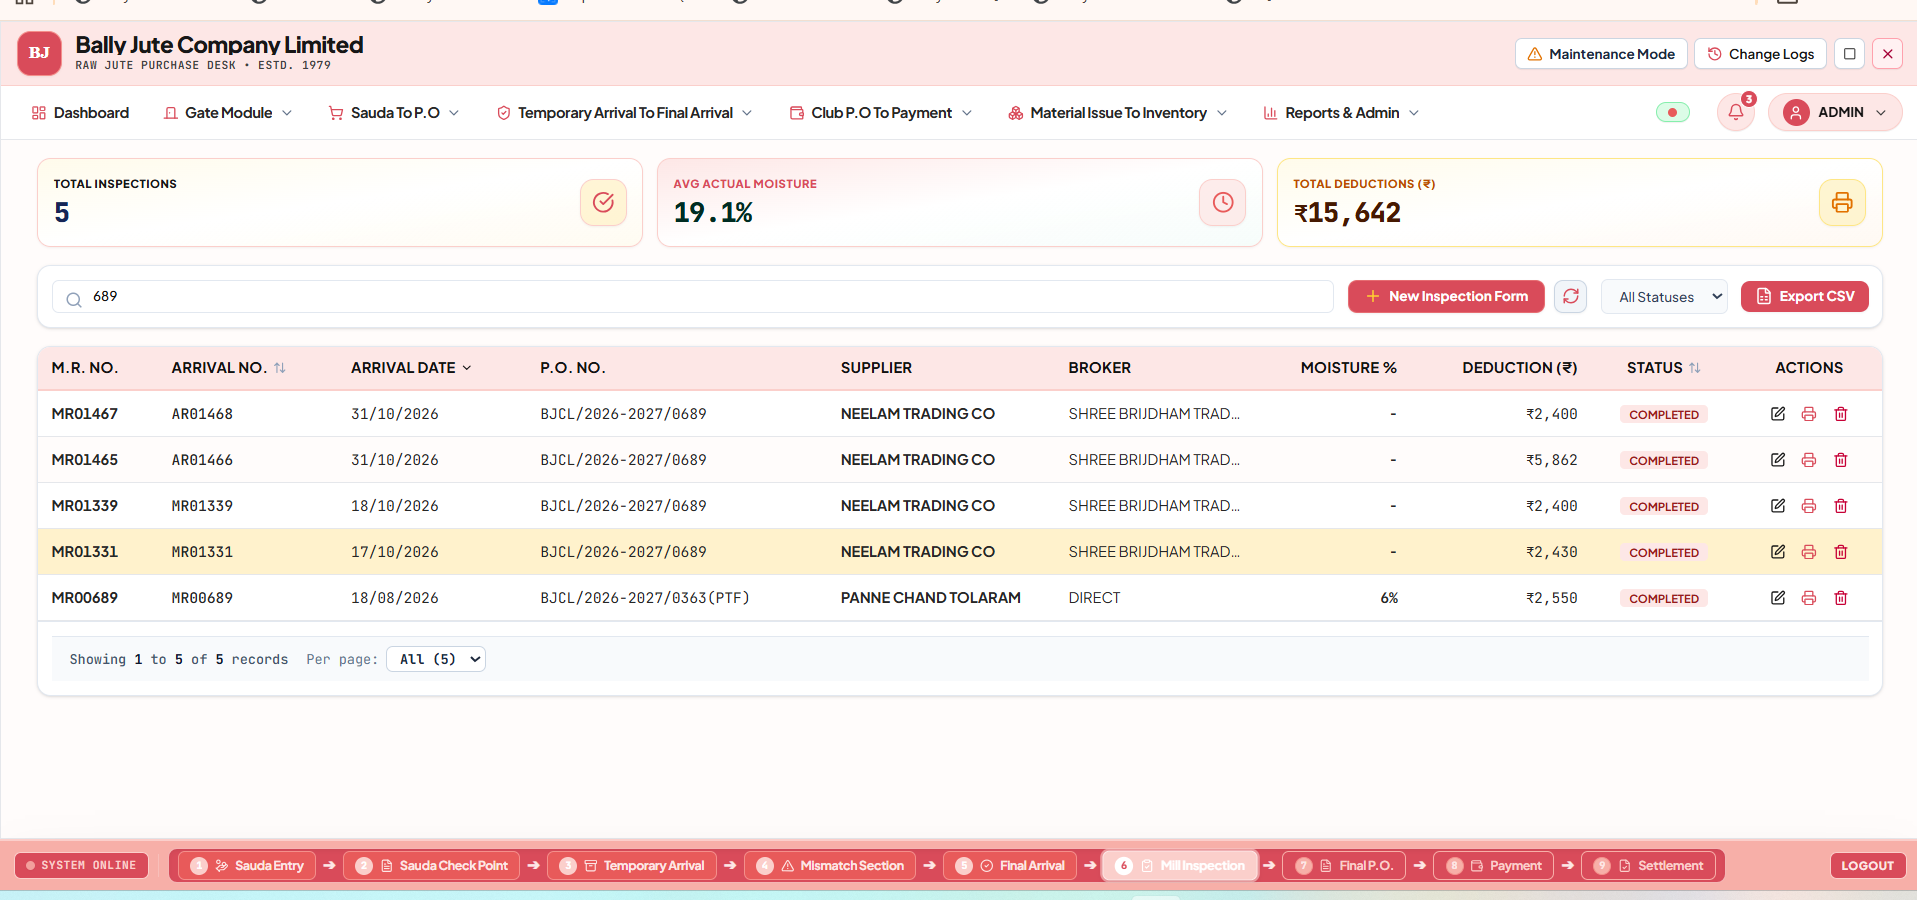 BJ
Bally Jute Company Limited
RAW JUTE PURCHASE DESK • ESTD. 1979
Maintenance Mode
Change Logs
Dashboard
Gate Module
Sauda To P.O
Temporary Arrival To Final Arrival
Club P.O To Payment
Material Issue To Inventory
Reports & Admin
3
ADMIN
TOTAL INSPECTIONS
5
AVG ACTUAL MOISTURE
19.1%
TOTAL DEDUCTIONS (₹)
₹15,642
689
New Inspection Form
All Statuses
Export CSV
M.R. NO. ARRIVAL NO. ARRIVAL DATE P.O. NO. SUPPLIER BROKER MOISTURE % DEDUCTION (₹) STATUS ACTIONS
MR01467 AR01468 31/10/2026 BJCL/2026-2027/0689 NEELAM TRADING CO SHREE BRIJDHAM TRAD... - ₹2,400 COMPLETED
MR01465 AR01466 31/10/2026 BJCL/2026-2027/0689 NEELAM TRADING CO SHREE BRIJDHAM TRAD... - ₹5,862 COMPLETED
MR01339 MR01339 18/10/2026 BJCL/2026-2027/0689 NEELAM TRADING CO SHREE BRIJDHAM TRAD... - ₹2,400 COMPLETED
MR01331 MR01331 17/10/2026 BJCL/2026-2027/0689 NEELAM TRADING CO SHREE BRIJDHAM TRAD... - ₹2,430 COMPLETED
MR00689 MR00689 18/08/2026 BJCL/2026-2027/0363(PTF) PANNE CHAND TOLARAM DIRECT 6% ₹2,550 COMPLETED
Showing 1 to 5 of 5 records Per page: All (5)
SYSTEM ONLINE
1 Sauda Entry
2 Sauda Check Point
3 Temporary Arrival
4 Mismatch Section
5 Final Arrival
6 Mill Inspection
7 Final P.O.
8 Payment
9 Settlement
LOGOUT